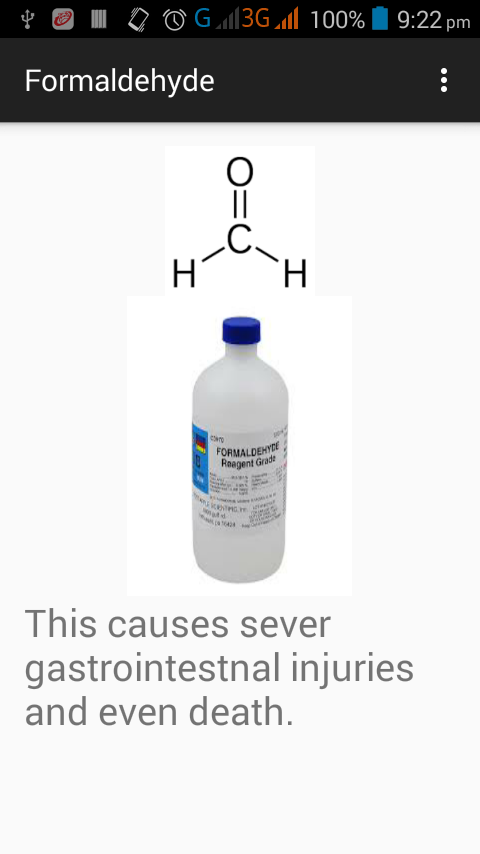 G 3G 100% 9:22 pm
Formaldehyde
O
C
H H
FORMALDEHYDE
Reagent Grade
This causes sever
gastrointestnal injuries
and even death.